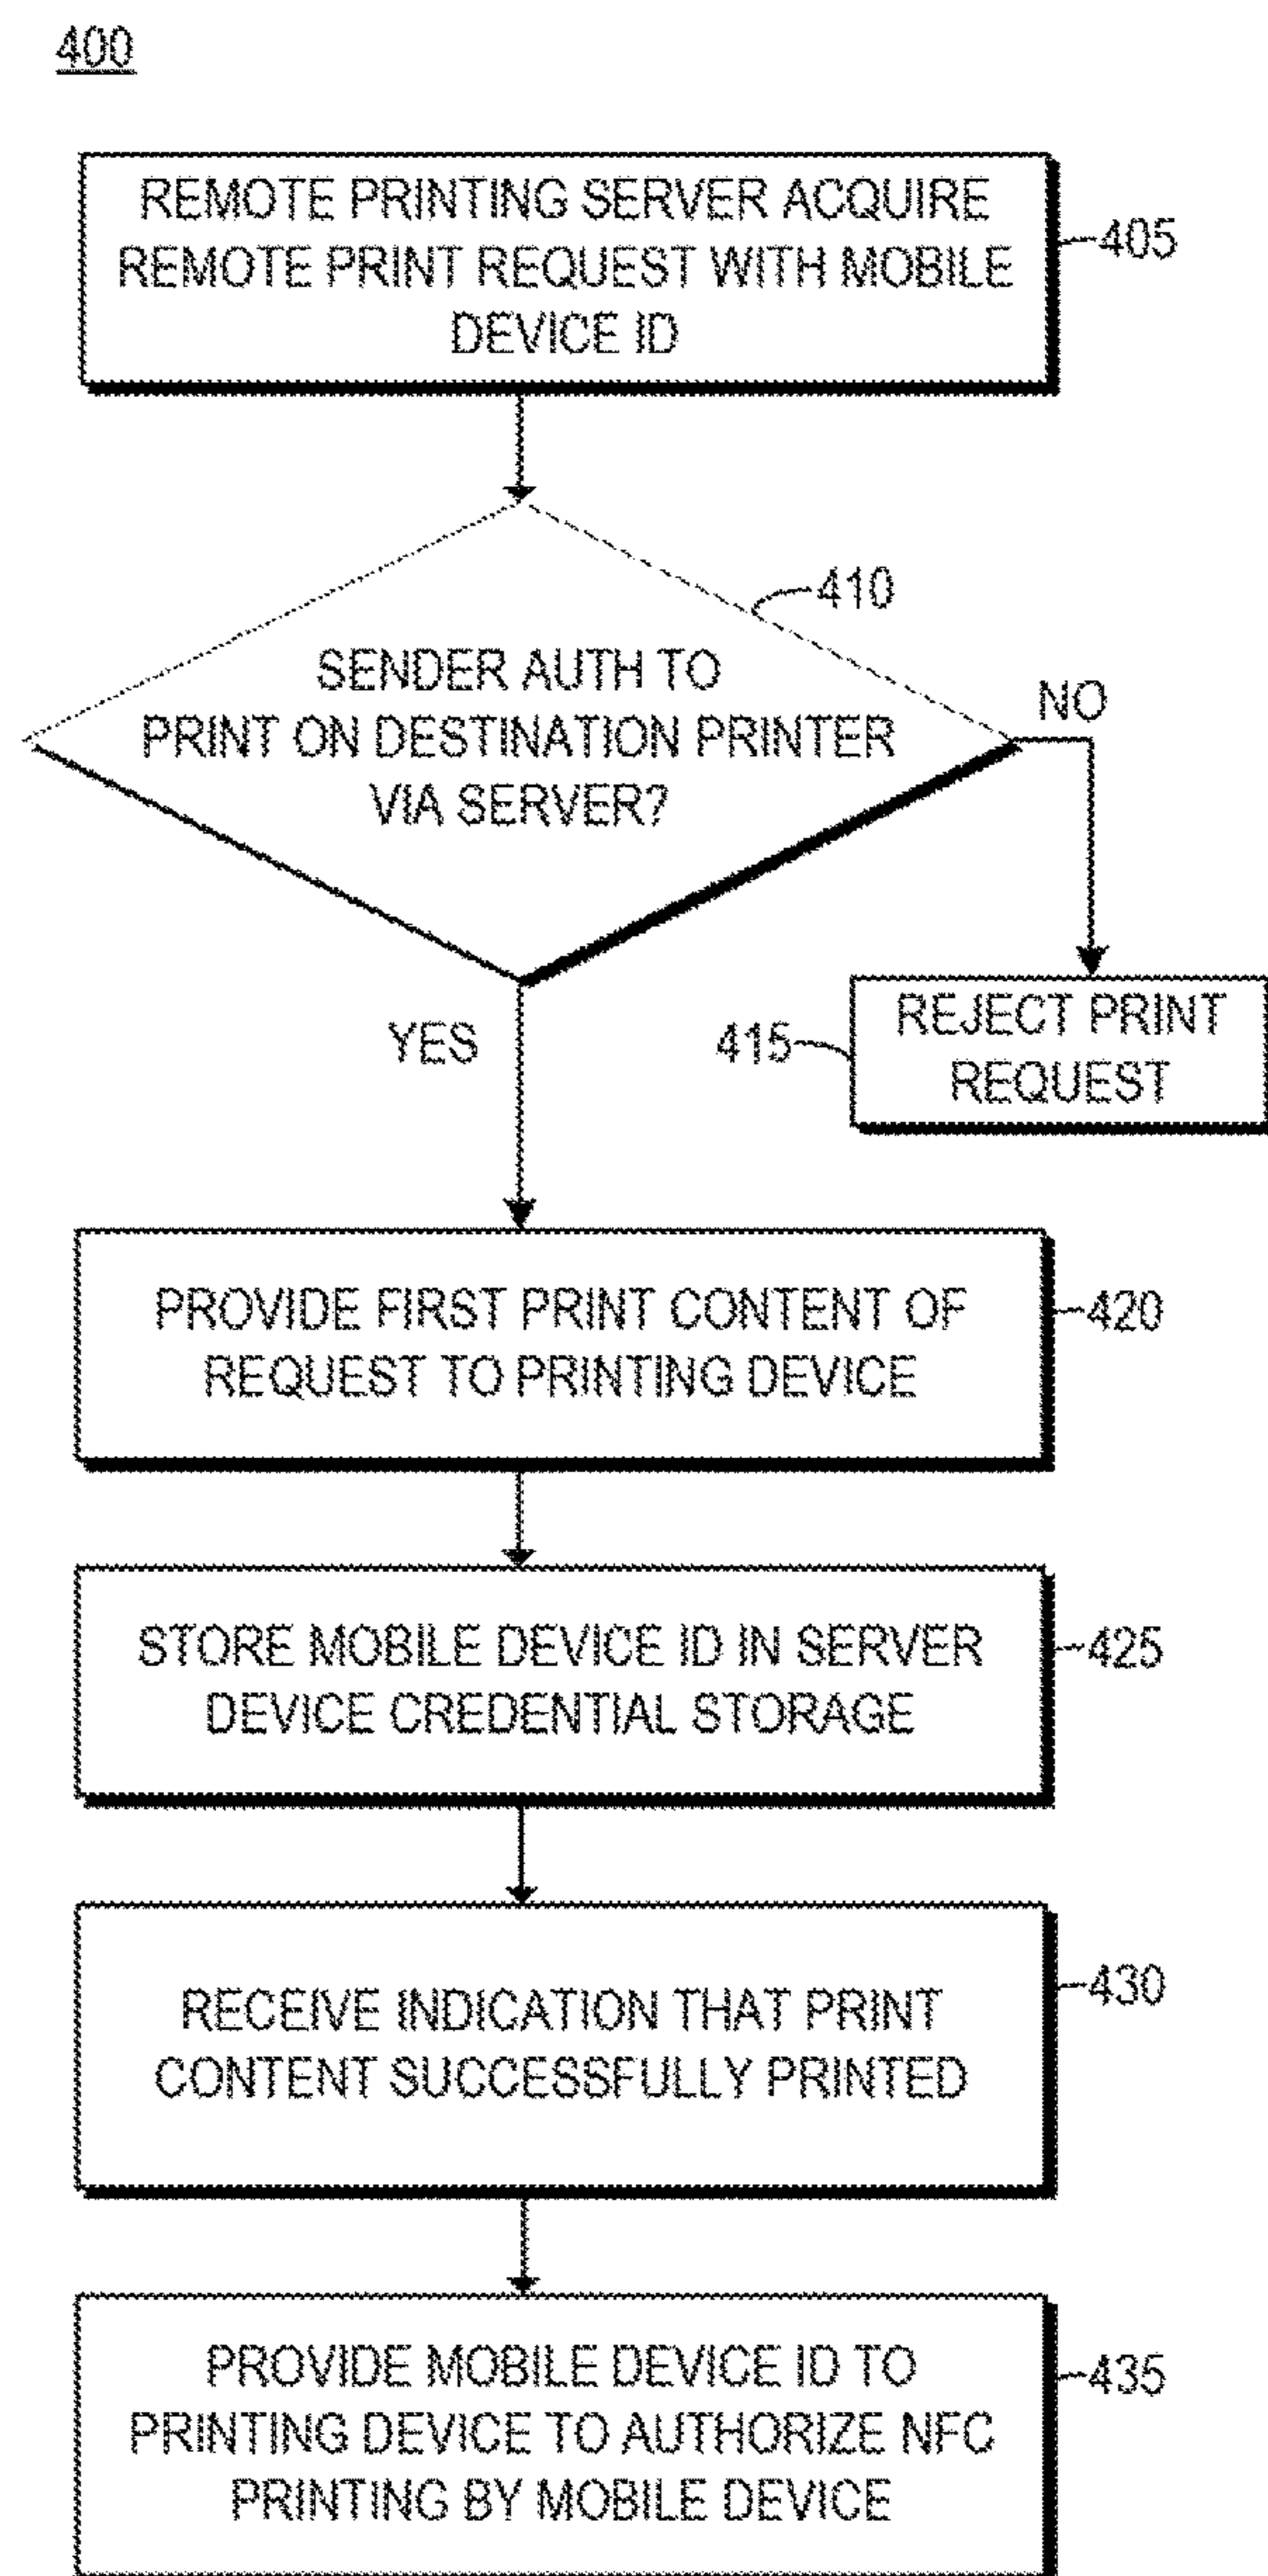 400
REMOTE PRINTING SERVER ACQUIRE
REMOTE PRINT REQUEST WITH MOBILE
DEVICE ID
405
410
SENDER AUTH TO
PRINT ON DESTINATION PRINTER
VIA SERVER?
NO
YES
415
REJECT PRINT
REQUEST
PROVIDE FIRST PRINT CONTENT OF
REQUEST TO PRINTING DEVICE
420
STORE MOBILE DEVICE ID IN SERVER
DEVICE CREDENTIAL STORAGE
425
RECEIVE INDICATION THAT PRINT
CONTENT SUCCESSFULLY PRINTED
430
PROVIDE MOBILE DEVICE ID TO
PRINTING DEVICE TO AUTHORIZE NFC
PRINTING BY MOBILE DEVICE
435